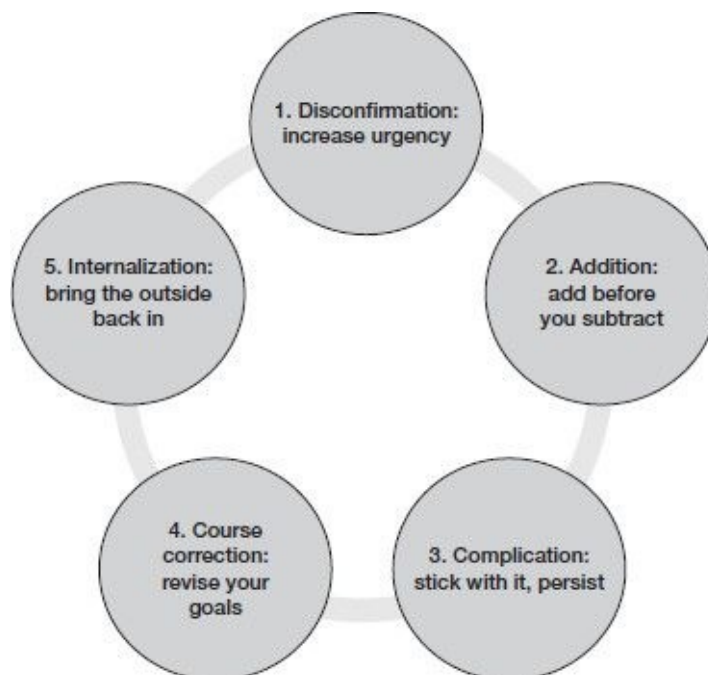 1. Disconfirmation:
increase urgency
2. Addition:
add before
you subtract
3. Complication:
stick with it, persist
4. Course
correction:
revise your
goals
5. Internalization:
bring the outside
back in